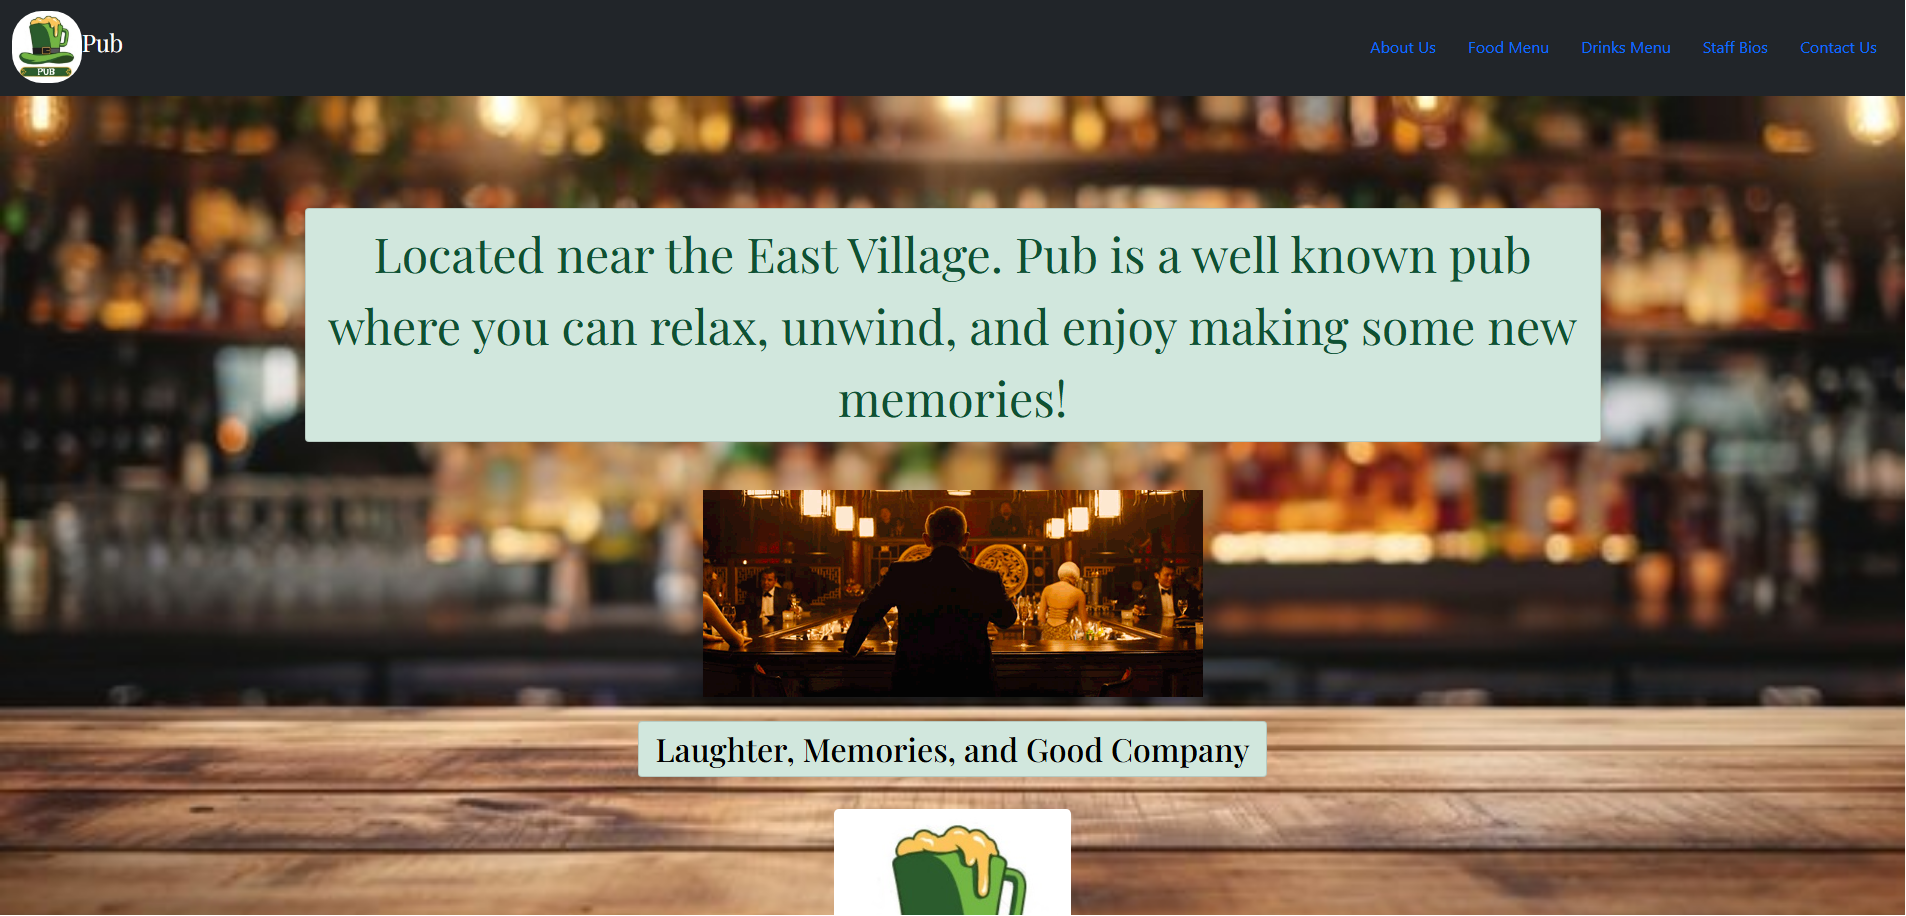 PUB
Pub
About Us
Food Menu
Drinks Menu
Staff Bios
Contact Us
Located near the East Village. Pub is a well known pub
where you can relax, unwind, and enjoy making some new
memories!
Laughter, Memories, and Good Company